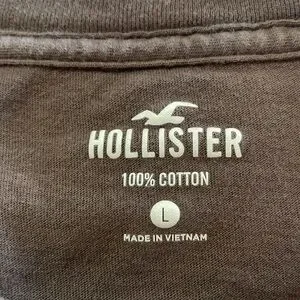 HOLLISTER
100% COTTON
L
MADE IN VIETNAM